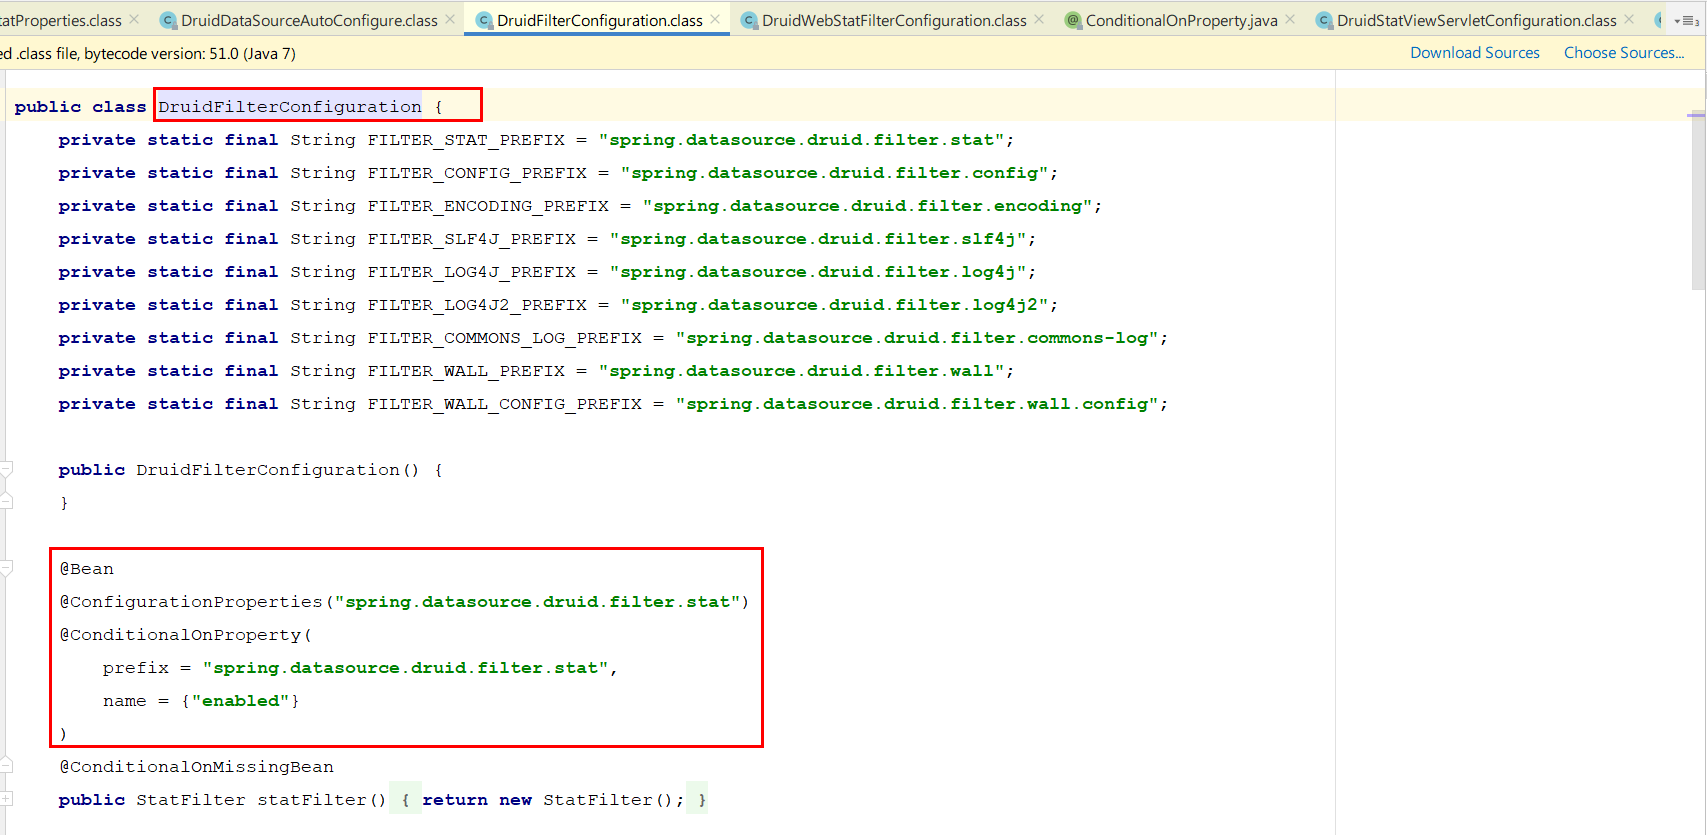 tatProperties.class DruidDataSourceAutoConfigure.class DruidFilterConfiguration.class DruidWebStatFilterConfiguration.class ConditionalOnProperty.java DruidStatViewServletConfiguration.class
ed .class file, bytecode version: 51.0 (Java 7) Download Sources Choose Sources...
public class DruidFilterConfiguration {
    private static final String FILTER_STAT_PREFIX = "spring.datasource.druid.filter.stat";
    private static final String FILTER_CONFIG_PREFIX = "spring.datasource.druid.filter.config";
    private static final String FILTER_ENCODING_PREFIX = "spring.datasource.druid.filter.encoding";
    private static final String FILTER_SLF4J_PREFIX = "spring.datasource.druid.filter.slf4j";
    private static final String FILTER_LOG4J_PREFIX = "spring.datasource.druid.filter.log4j";
    private static final String FILTER_LOG4J2_PREFIX = "spring.datasource.druid.filter.log4j2";
    private static final String FILTER_COMMONS_LOG_PREFIX = "spring.datasource.druid.filter.commons-log";
    private static final String FILTER_WALL_PREFIX = "spring.datasource.druid.filter.wall";
    private static final String FILTER_WALL_CONFIG_PREFIX = "spring.datasource.druid.filter.wall.config";
    public DruidFilterConfiguration() {
    }
    @Bean
    @ConfigurationProperties("spring.datasource.druid.filter.stat")
    @ConditionalOnProperty(
        prefix = "spring.datasource.druid.filter.stat",
        name = {"enabled"}
    )
    @ConditionalOnMissingBean
    public StatFilter statFilter() { return new StatFilter(); }